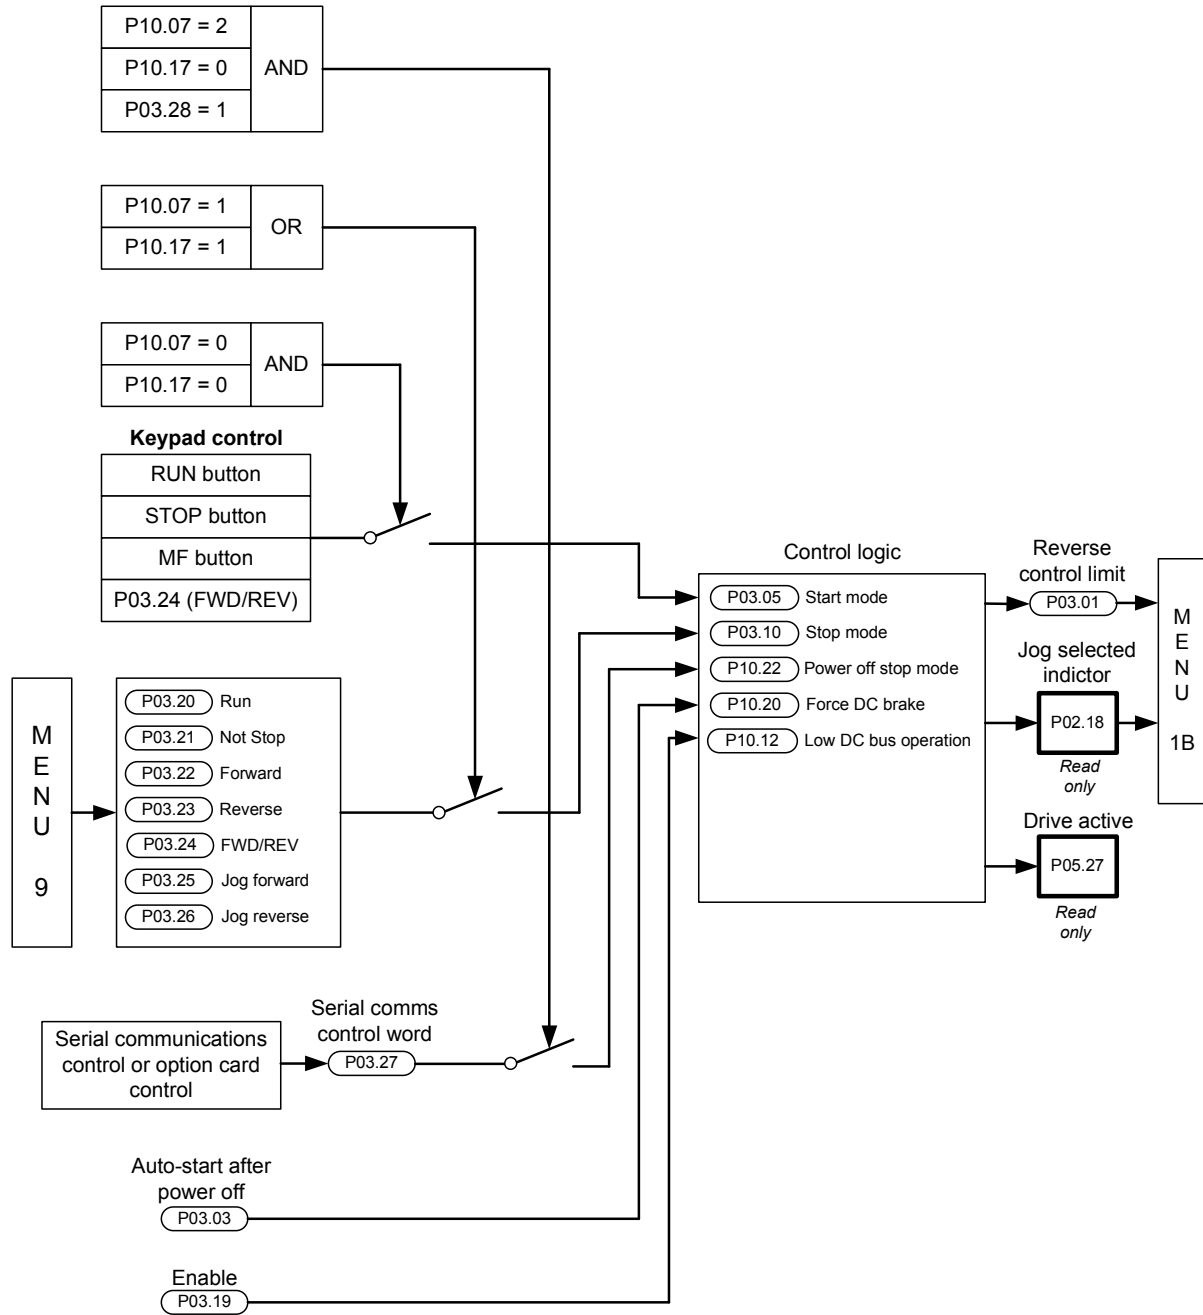 P10.07 = 2
P10.17 = 0
P03.28 = 1
AND
P10.07 = 1
P10.17 = 1
OR
P10.07 = 0
P10.17 = 0
AND
Keypad control
RUN button
STOP button
MF button
P03.24 (FWD/REV)
MENU
9
P03.20 Run
P03.21 Not Stop
P03.22 Forward
P03.23 Reverse
P03.24 FWD/REV
P03.25 Jog forward
P03.26 Jog reverse
Serial communications
control or option card
control
Serial comms
control word
P03.27
Auto-start after
power off
P03.03
Enable
P03.19
Control logic
P03.05 Start mode
P03.10 Stop mode
P10.22 Power off stop mode
P10.20 Force DC brake
P10.12 Low DC bus operation
Reverse
control limit
P03.01
Jog selected
indictor
P02.18
Read
only
Drive active
P05.27
Read
only
MENU
1B